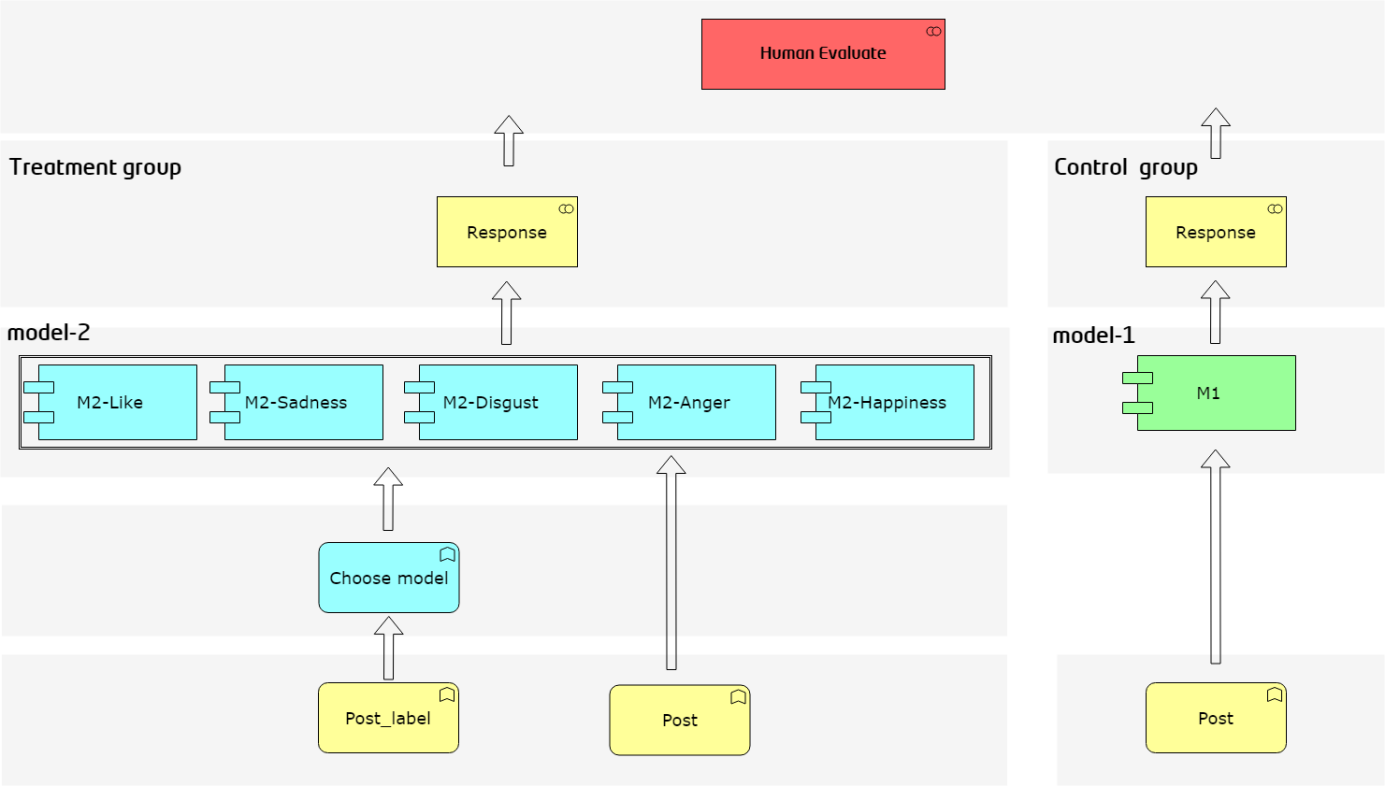 Human Evaluate
Treatment group
Control group
Response
Response
model-2
model-1
M2-Like
M2-Sadness
M2-Disgust
M2-Anger
M2-Happiness
M1
Choose model
Post_label
Post
Post